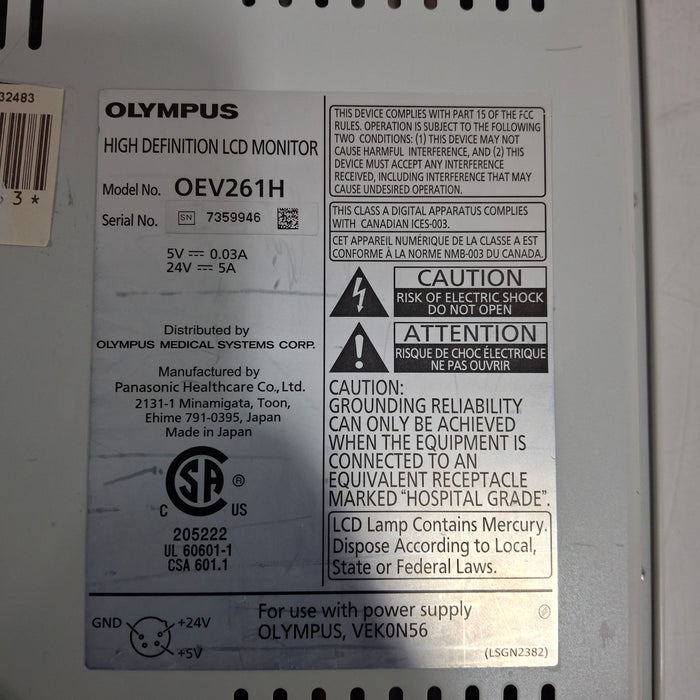 32483
3*
OLYMPUS
HIGH DEFINITION LCD MONITOR
Model No. OEV261H
Serial No. SN 7359946
5V ⎓ 0.03A
24V ⎓ 5A
Distributed by
OLYMPUS MEDICAL SYSTEMS CORP.
Manufactured by
Panasonic Healthcare Co., Ltd.
2131-1 Minamigata, Toon,
Ehime 791-0395, Japan
Made in Japan
CSA ®
C US
205222
UL 60601-1
CSA 601.1
THIS DEVICE COMPLIES WITH PART 15 OF THE FCC
RULES. OPERATION IS SUBJECT TO THE FOLLOWING
TWO CONDITIONS: (1) THIS DEVICE MAY NOT
CAUSE HARMFUL INTERFERENCE, AND (2) THIS
DEVICE MUST ACCEPT ANY INTERFERENCE
RECEIVED, INCLUDING INTERFERENCE THAT MAY
CAUSE UNDESIRED OPERATION.
THIS CLASS A DIGITAL APPARATUS COMPLIES
WITH CANADIAN ICES-003.
CET APPAREIL NUMÉRIQUE DE LA CLASSE A EST
CONFORME À LA NORME NMB-003 DU CANADA.
CAUTION
RISK OF ELECTRIC SHOCK
DO NOT OPEN
ATTENTION
RISQUE DE CHOC ÉLECTRIQUE
NE PAS OUVRIR
CAUTION:
GROUNDING RELIABILITY
CAN ONLY BE ACHIEVED
WHEN THE EQUIPMENT IS
CONNECTED TO AN
EQUIVALENT RECEPTACLE
MARKED "HOSPITAL GRADE".
LCD Lamp Contains Mercury.
Dispose According to Local,
State or Federal Laws.
GND +24V
+5V
For use with power supply
OLYMPUS, VEK0N56
(LSGN2382)